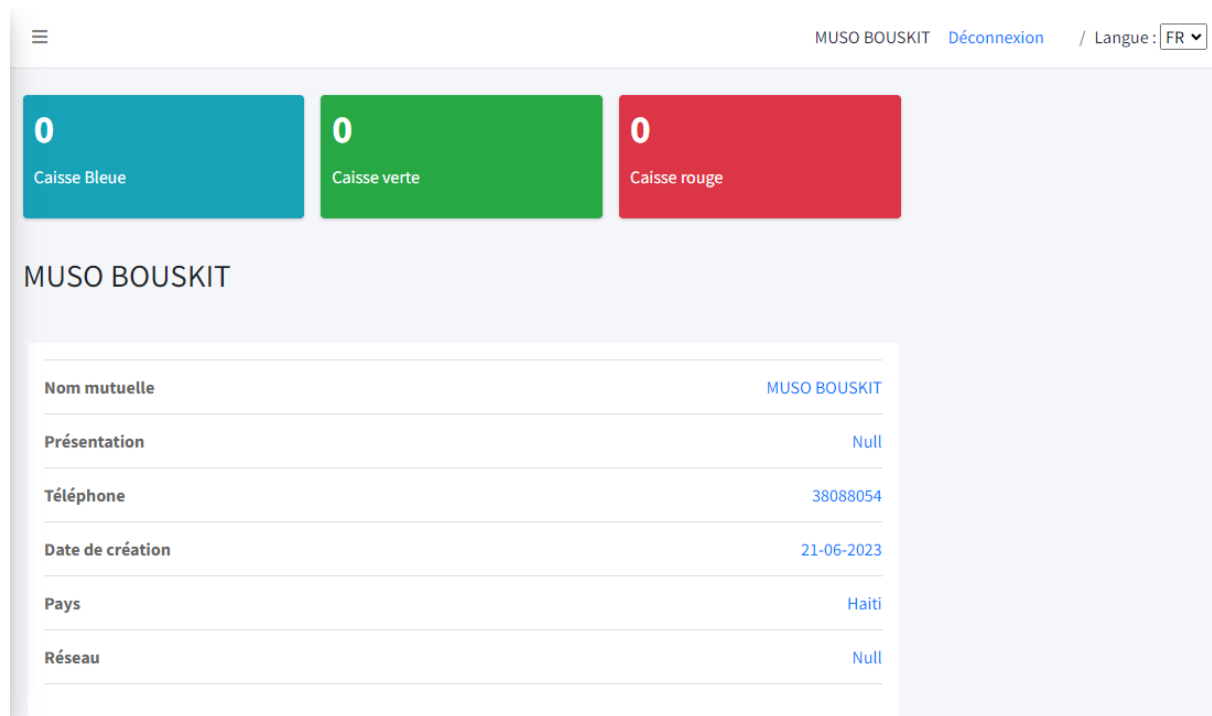 MUSO BOUSKIT Déconnexion / Langue : FR
0 0 0
Caisse Bleue Caisse verte Caisse rouge
MUSO BOUSKIT
Nom mutuelle MUSO BOUSKIT
Présentation Null
Téléphone 38088054
Date de création 21-06-2023
Pays Haiti
Réseau Null